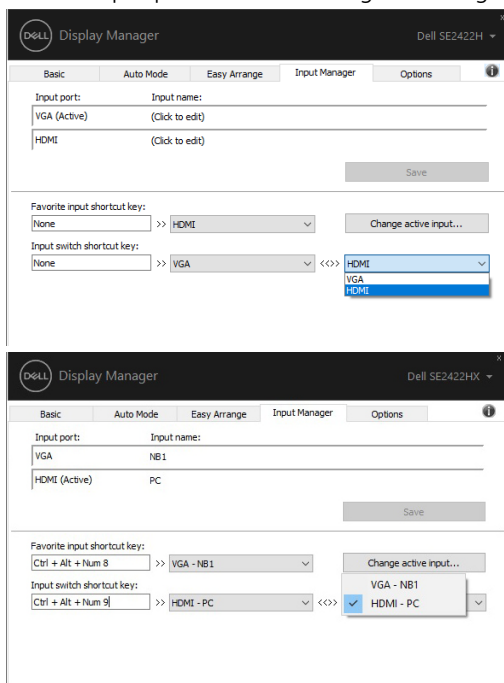 DELL Display Manager Dell SE2422H
Basic Auto Mode Easy Arrange Input Manager Options
Input port: Input name:
VGA (Active) (Click to edit)
HDMI (Click to edit)
Save
Favorite input shortcut key:
None >> HDMI Change active input...
Input switch shortcut key:
None >> VGA <<>> HDMI
VGA
HDMI
x
DELL Display Manager Dell SE2422HX
Basic Auto Mode Easy Arrange Input Manager Options
Input port: Input name:
VGA NB1
HDMI (Active) PC
Save
Favorite input shortcut key:
Ctrl + Alt + Num 8 >> VGA - NB1 Change active input...
Input switch shortcut key: VGA - NB1
Ctrl + Alt + Num 9 >> HDMI - PC <<>> HDMI - PC